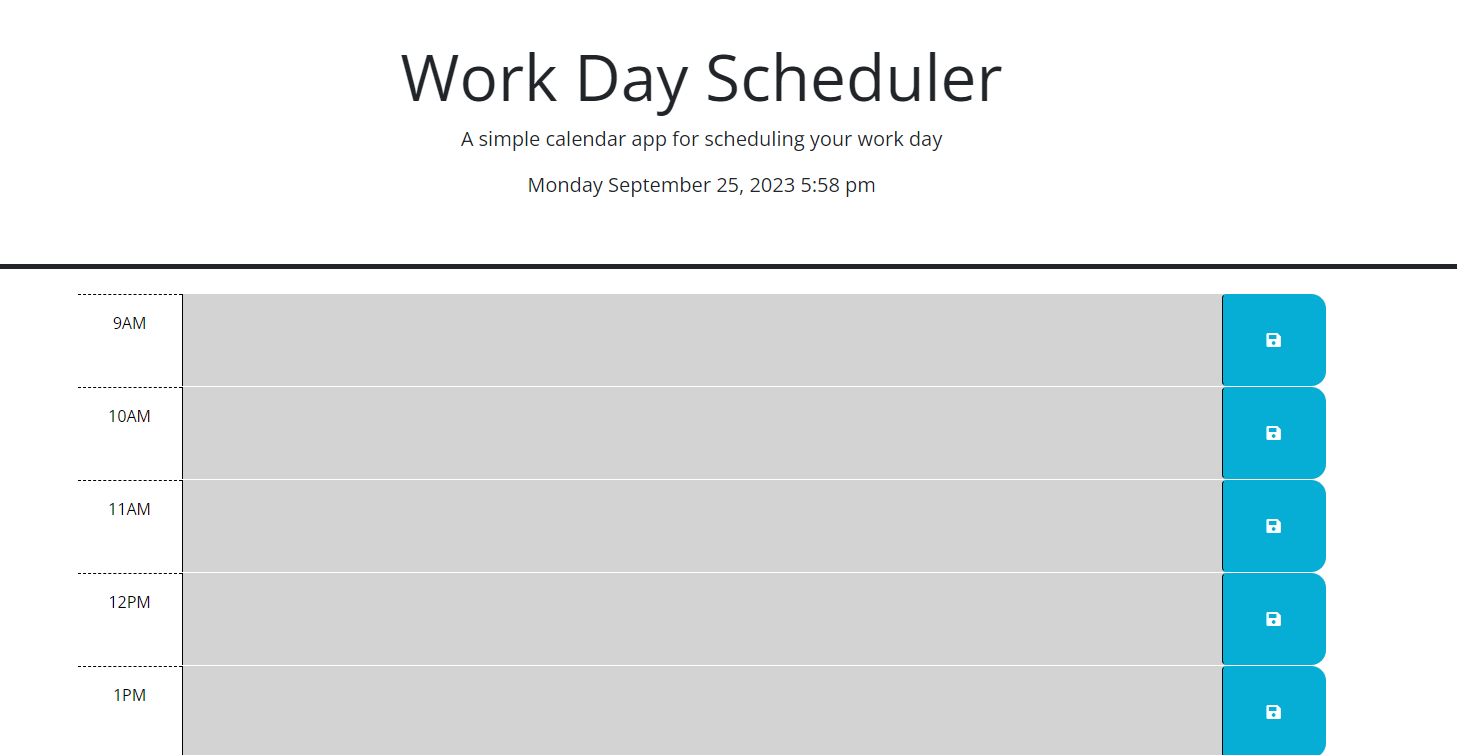 Work Day Scheduler
A simple calendar app for scheduling your work day
Monday September 25, 2023 5:58 pm
9AM
10AM
11AM
12PM
1PM